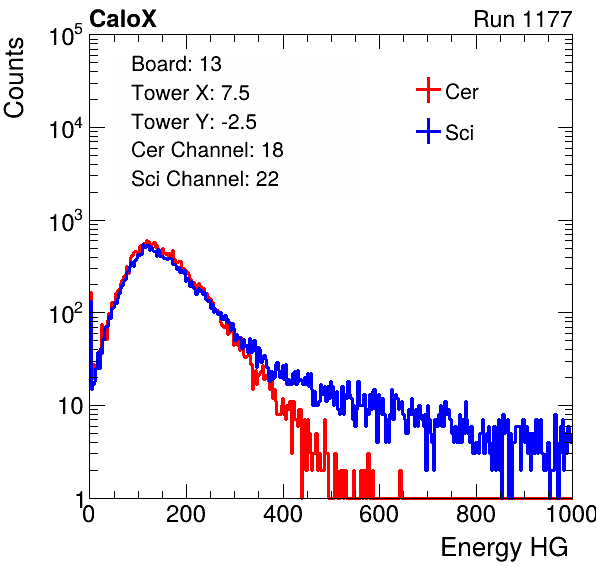 CaloX Run 1177
Counts
Board: 13
Tower X: 7.5
Tower Y: -2.5
Cer Channel: 18
Sci Channel: 22
Cer
Sci
10^5
10^4
10^3
10^2
10
1
0 200 400 600 800 1000
Energy HG